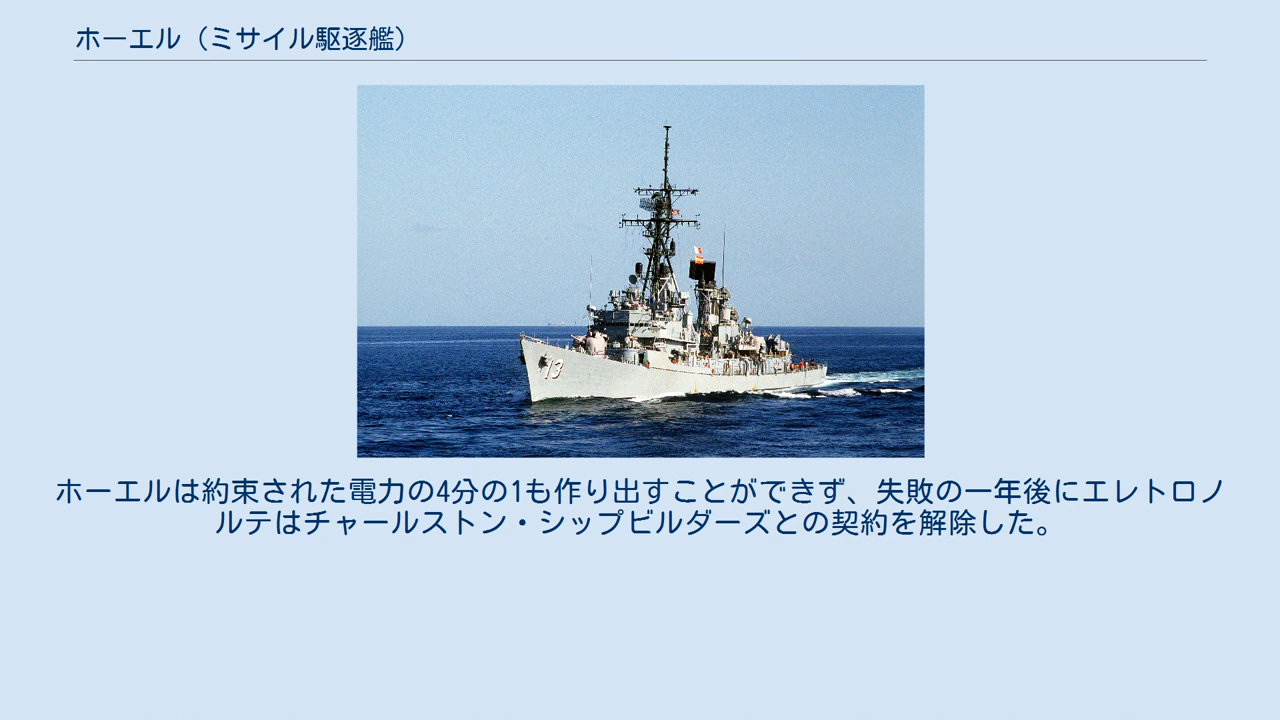 ホーエル（ミサイル駆逐艦）
13
ホーエルは約束された電力の4分の1も作り出すことができず、失敗の一年後にエレトロノ
ルテはチャールストン・シップビルダーズとの契約を解除した。